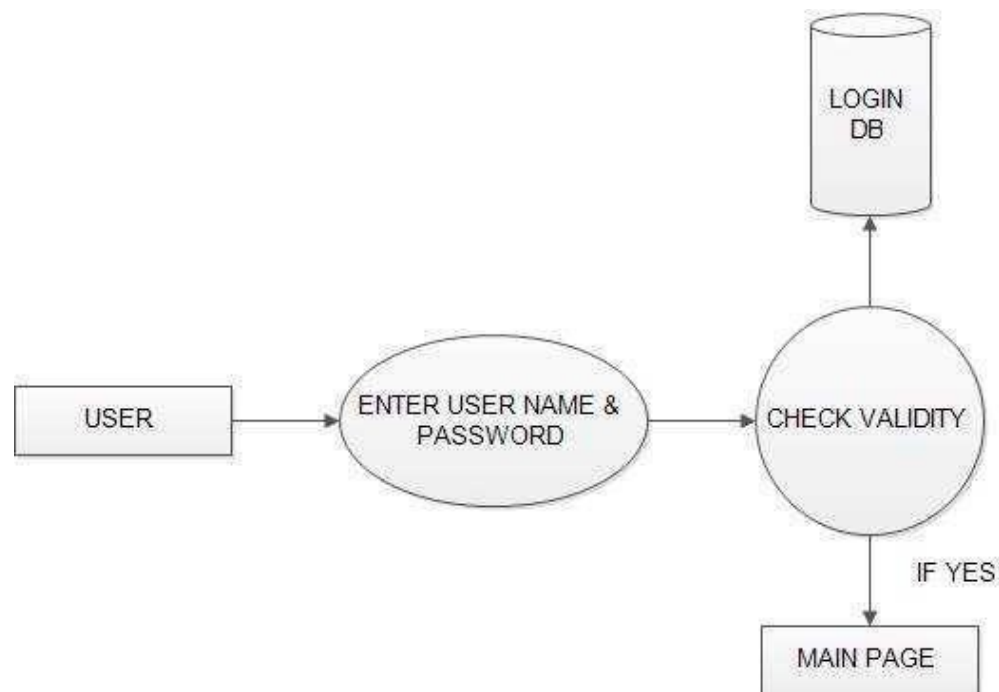 LOGIN
DB
USER
ENTER USER NAME &
PASSWORD
CHECK VALIDITY
IF YES
MAIN PAGE